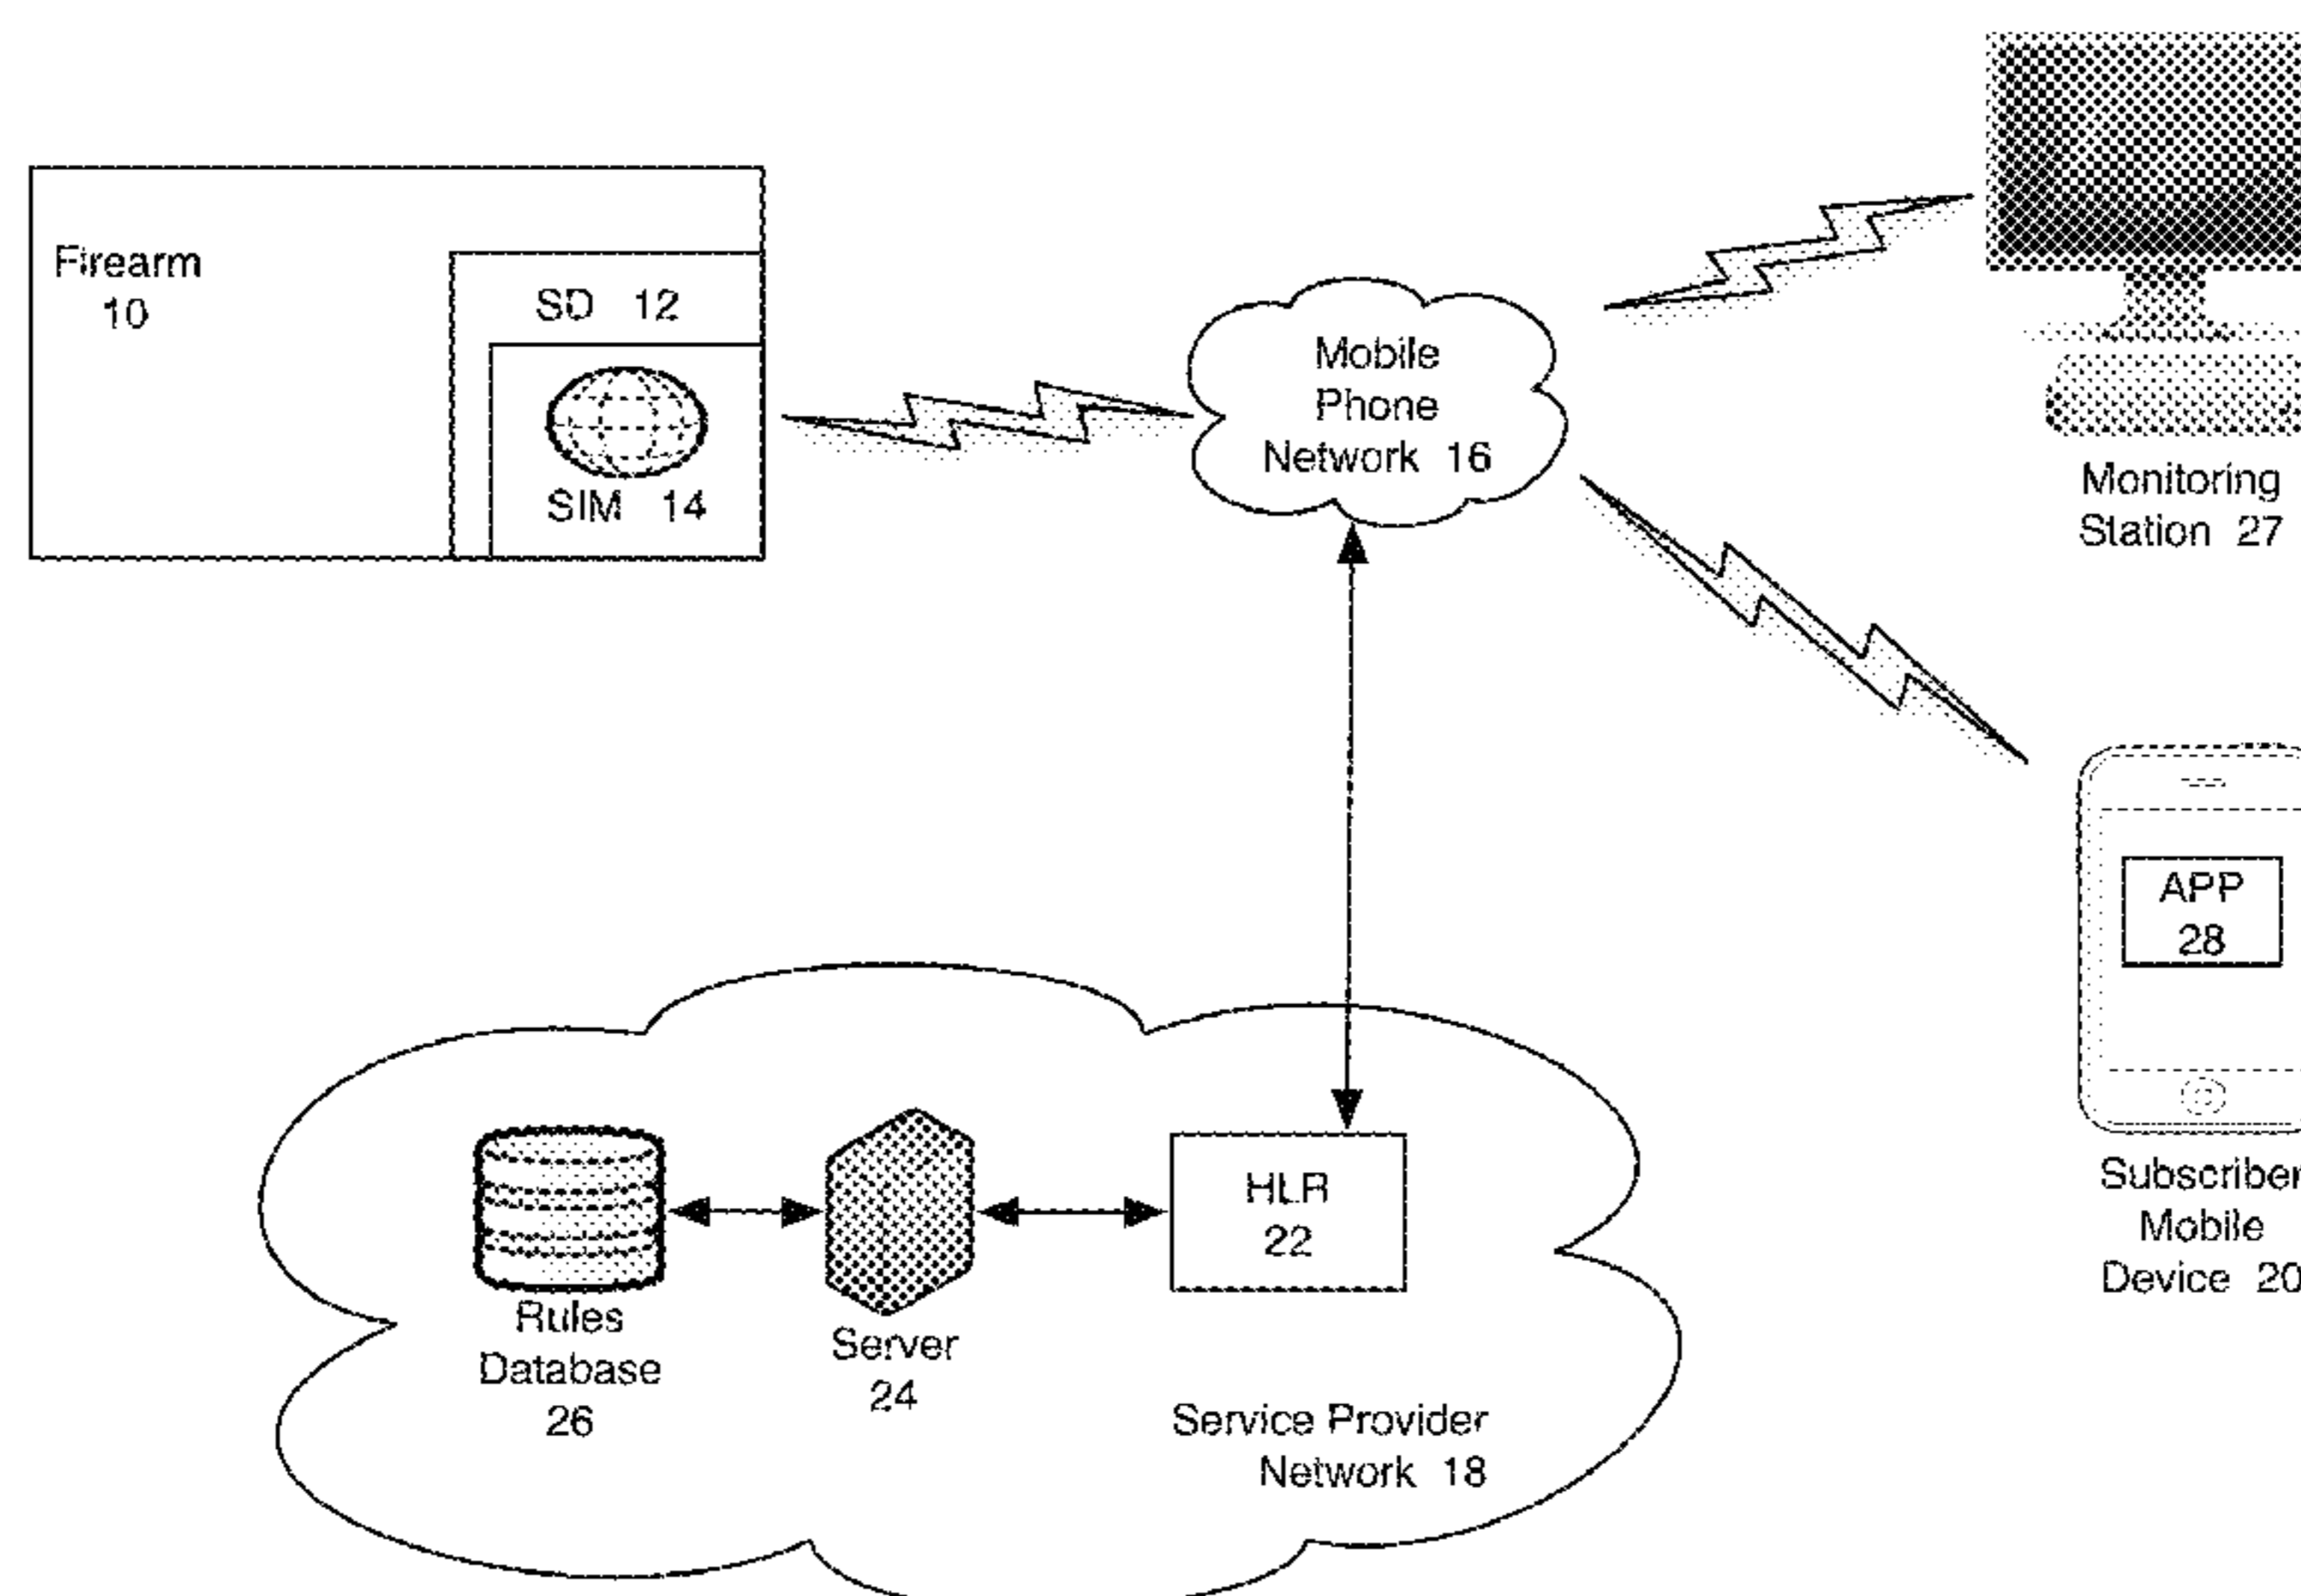 Firearm
10
SD 12
SIM 14
Mobile
Phone
Network 16
Monitoring
Station 27
APP
28
Subscriber
Mobile
Device 20
HLR
22
Rules
Database
26
Server
24
Service Provider
Network 18